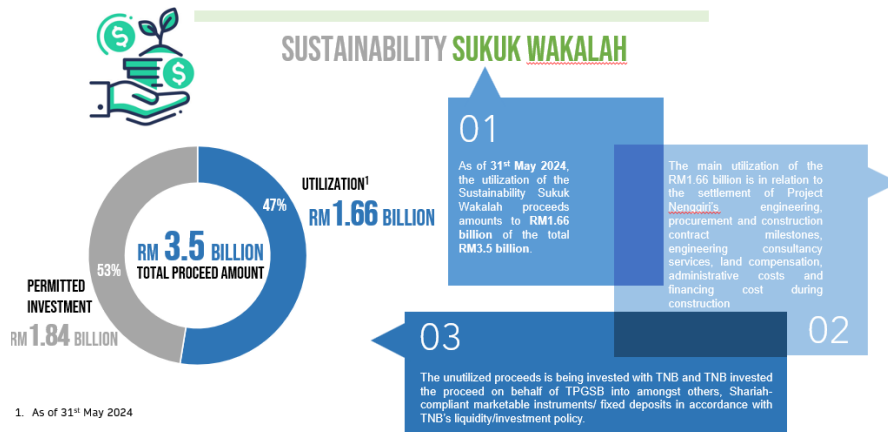 SUSTAINABILITY SUKUK WAKALAH
UTILIZATION¹
47%
RM 1.66 BILLION
RM 3.5 BILLION
TOTAL PROCEED AMOUNT
53%
PERMITTED
INVESTMENT
RM 1.84 BILLION
1. As of 31st May 2024
01
As of 31st May 2024,
the utilization of the
Sustainability Sukuk
Wakalah proceeds
amounts to RM1.66
billion of the total
RM3.5 billion.
The main utilization of the
RM1.66 billion is in relation to
the settlement of Project
Nenggiri's engineering,
procurement and construction
contract milestones,
engineering consultancy
services, land compensation,
administrative costs and
financing cost during
construction
02
03
The unutilized proceeds is being invested with TNB and TNB invested
the proceed on behalf of TPGSB into amongst others, Shariah-
compliant marketable instruments/ fixed deposits in accordance with
TNB's liquidity/investment policy.